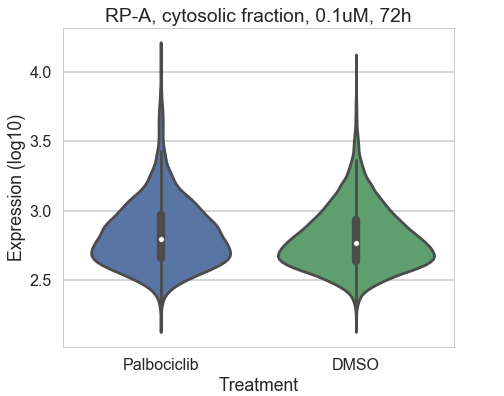 RP-A, cytosolic fraction, 0.1uM, 72h
Expression (log10)
4.0
3.5
3.0
2.5
Palbociclib
DMSO
Treatment